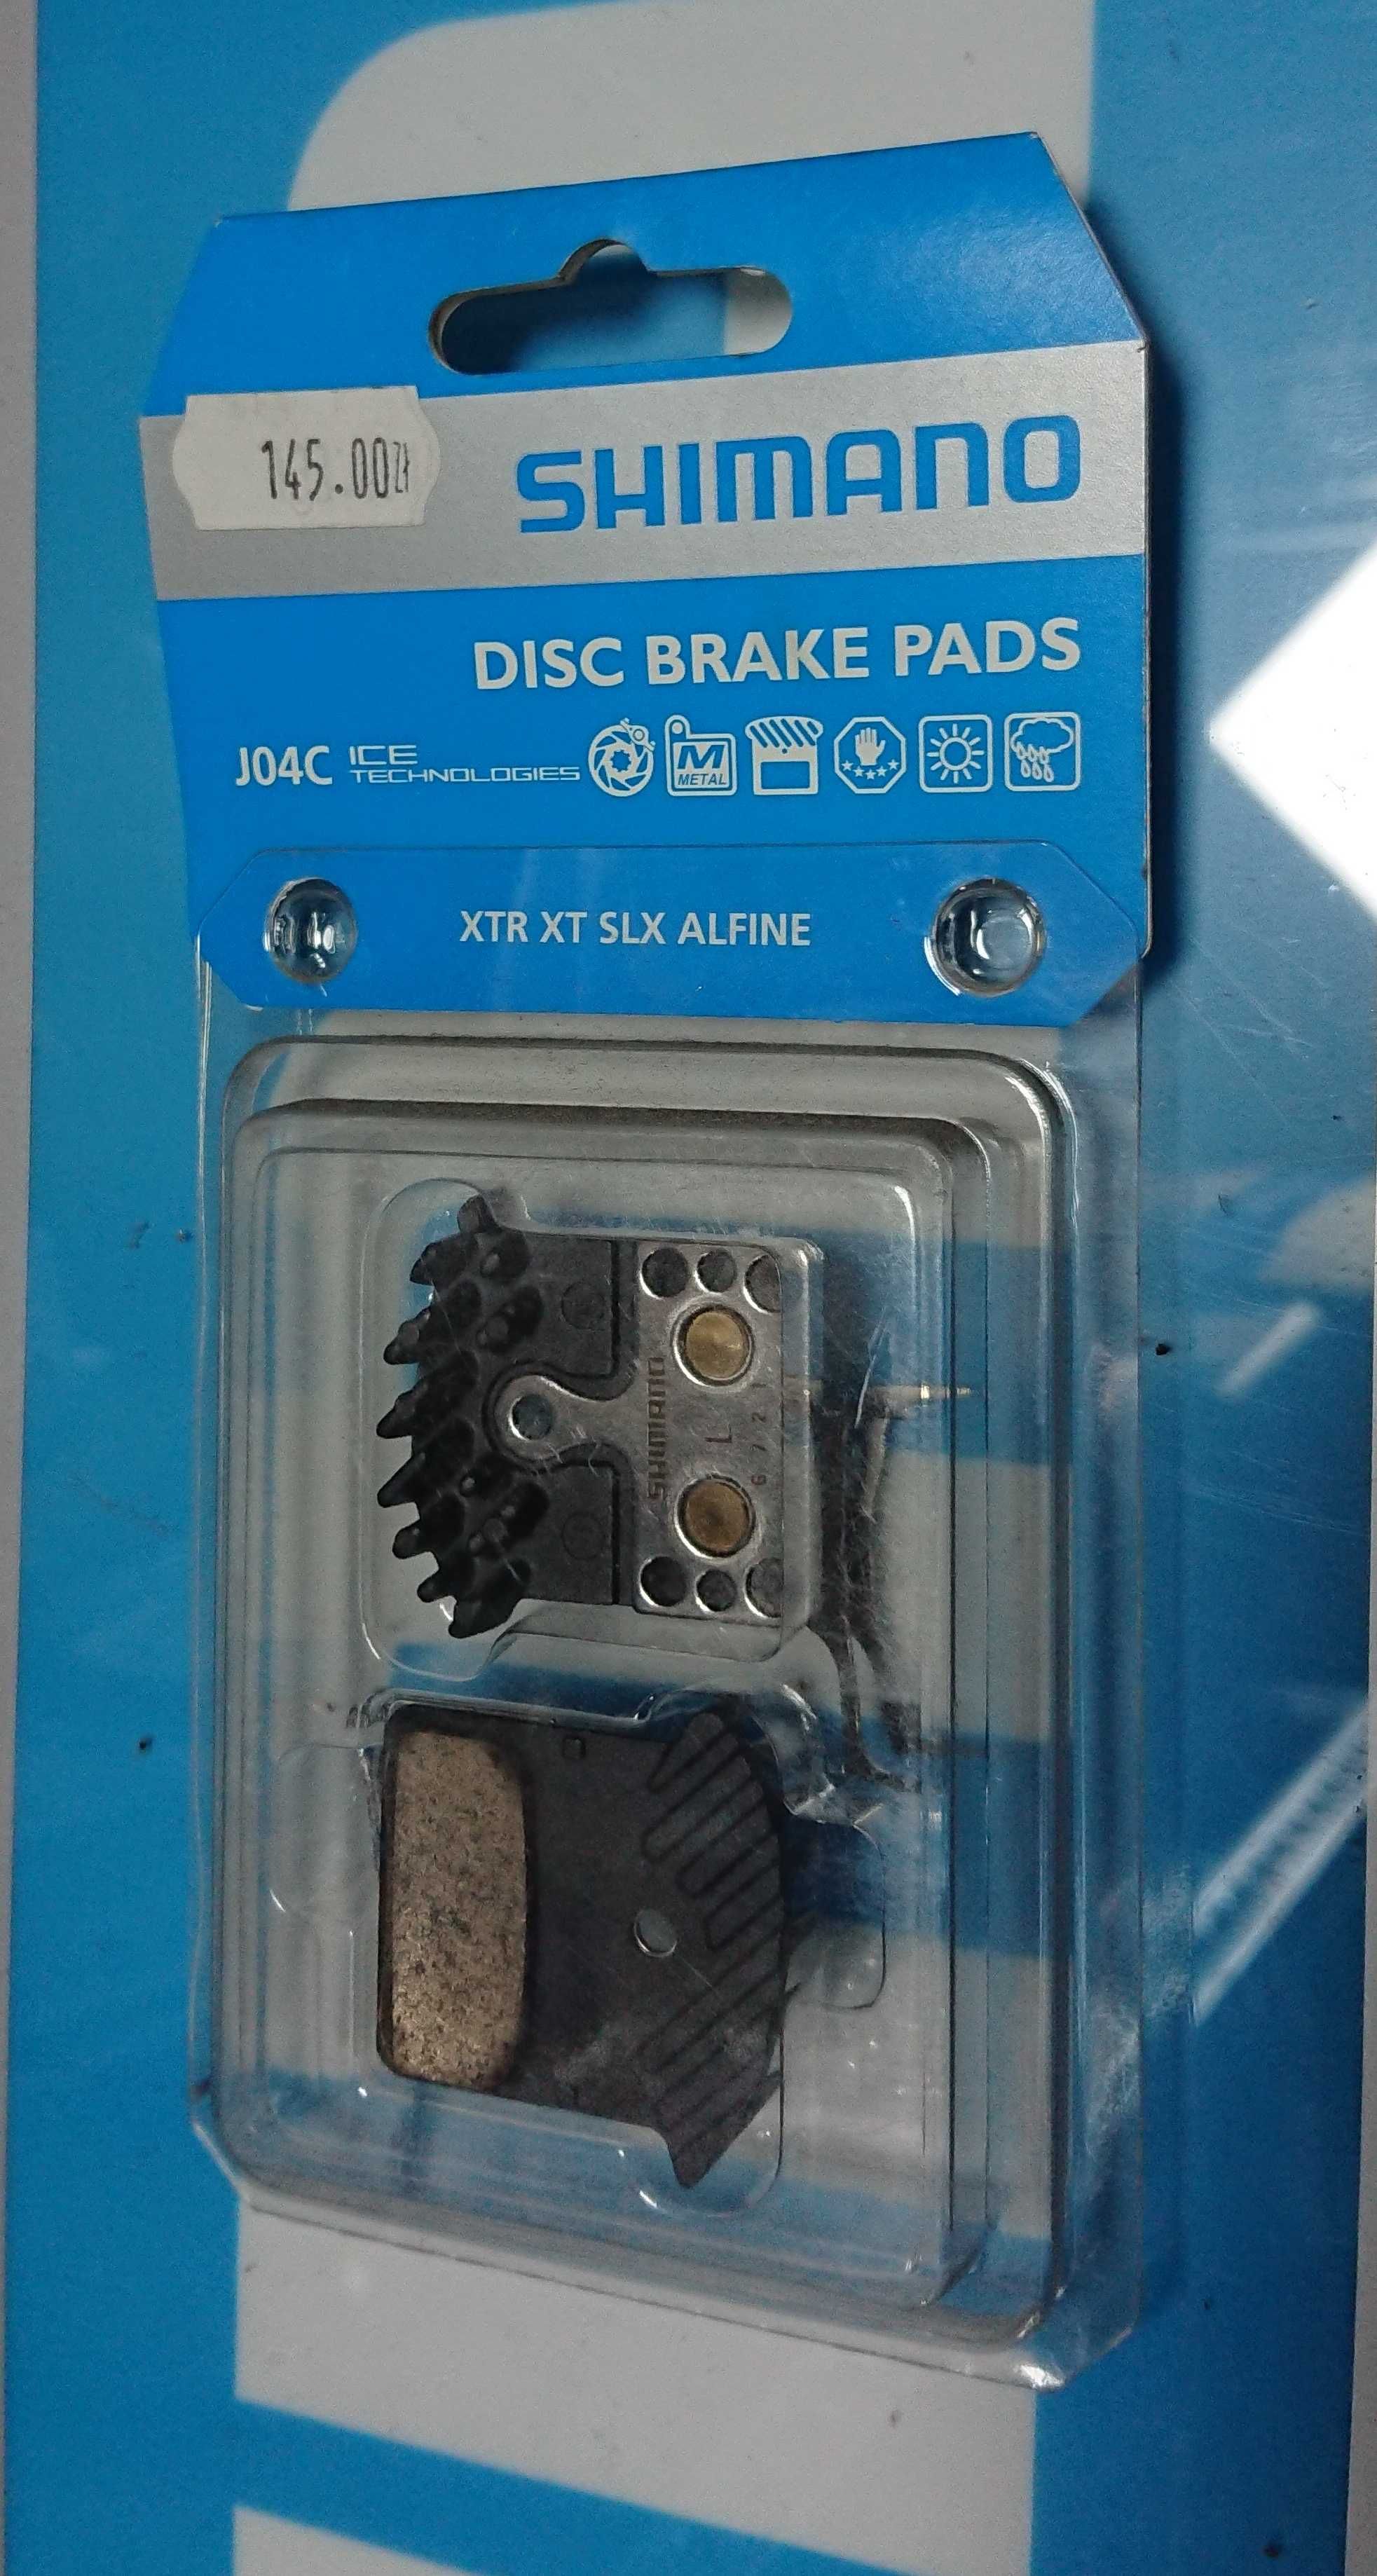 145.00zł
SHIMANO
DISC BRAKE PADS
J04C ICE TECHNOLOGIES
M
METAL
XTR XT SLX ALFINE
SHIMANO
L